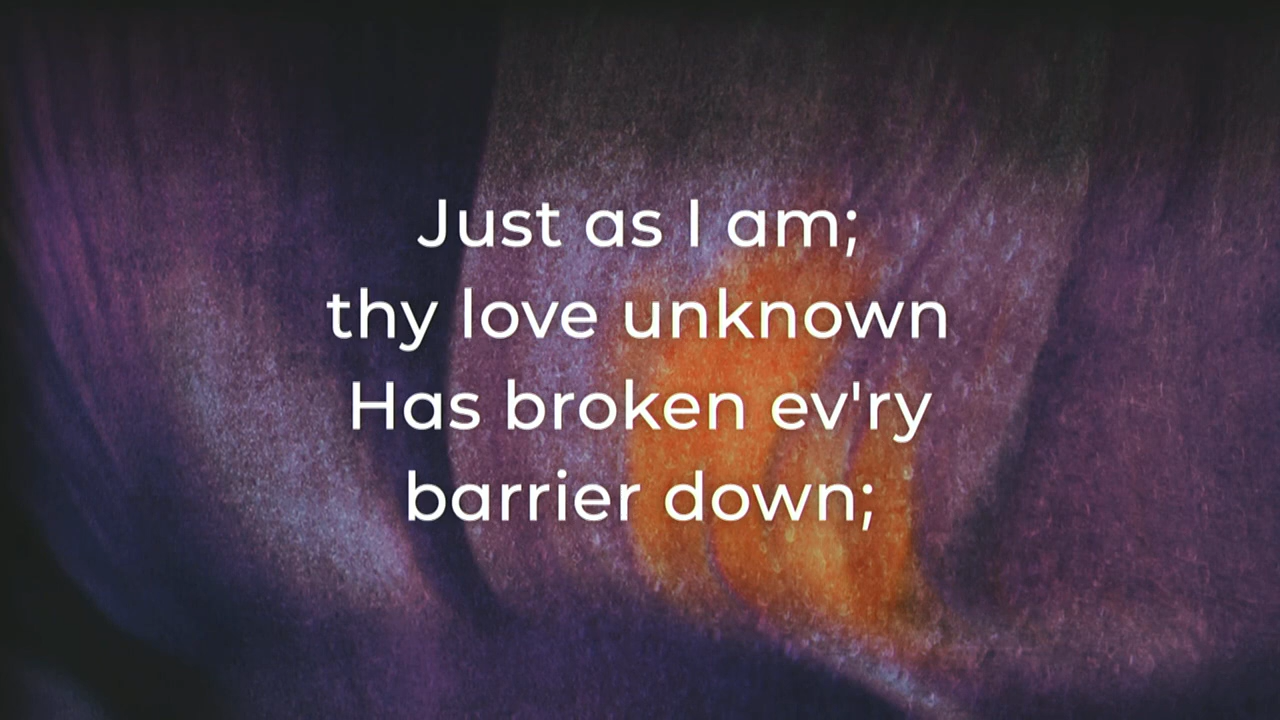 Just as I am;
thy love unknown
Has broken ev'ry
barrier down;